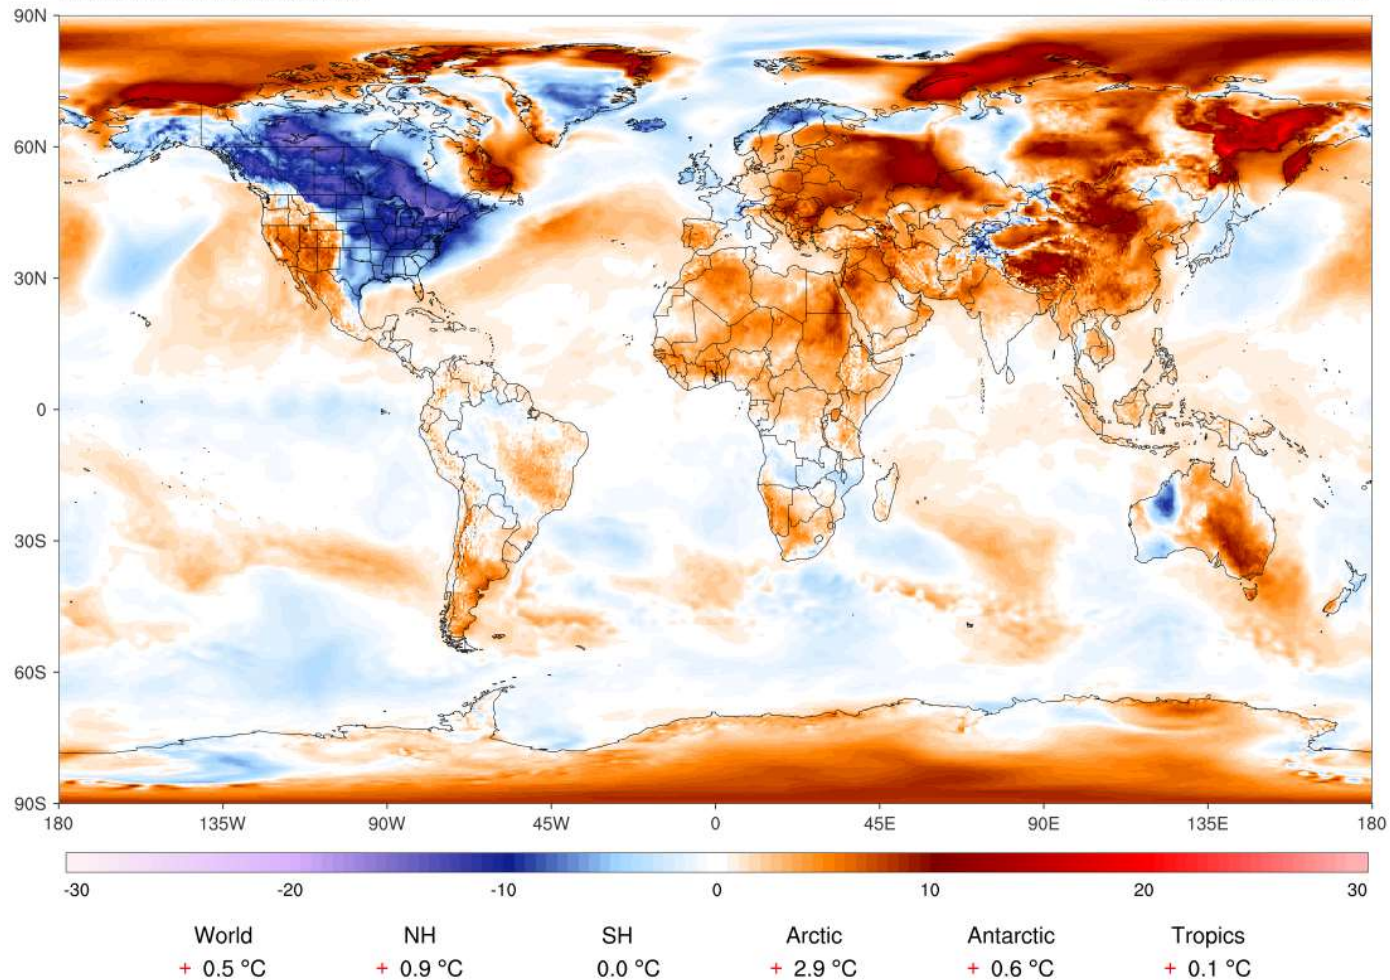 90N
60N
30N
0
30S
60S
90S
180 135W 90W 45W 0 45E 90E 135E 180
-30 -20 -10 0 10 20 30
World NH SH Arctic Antarctic Tropics
+ 0.5 °C + 0.9 °C 0.0 °C + 2.9 °C + 0.6 °C + 0.1 °C